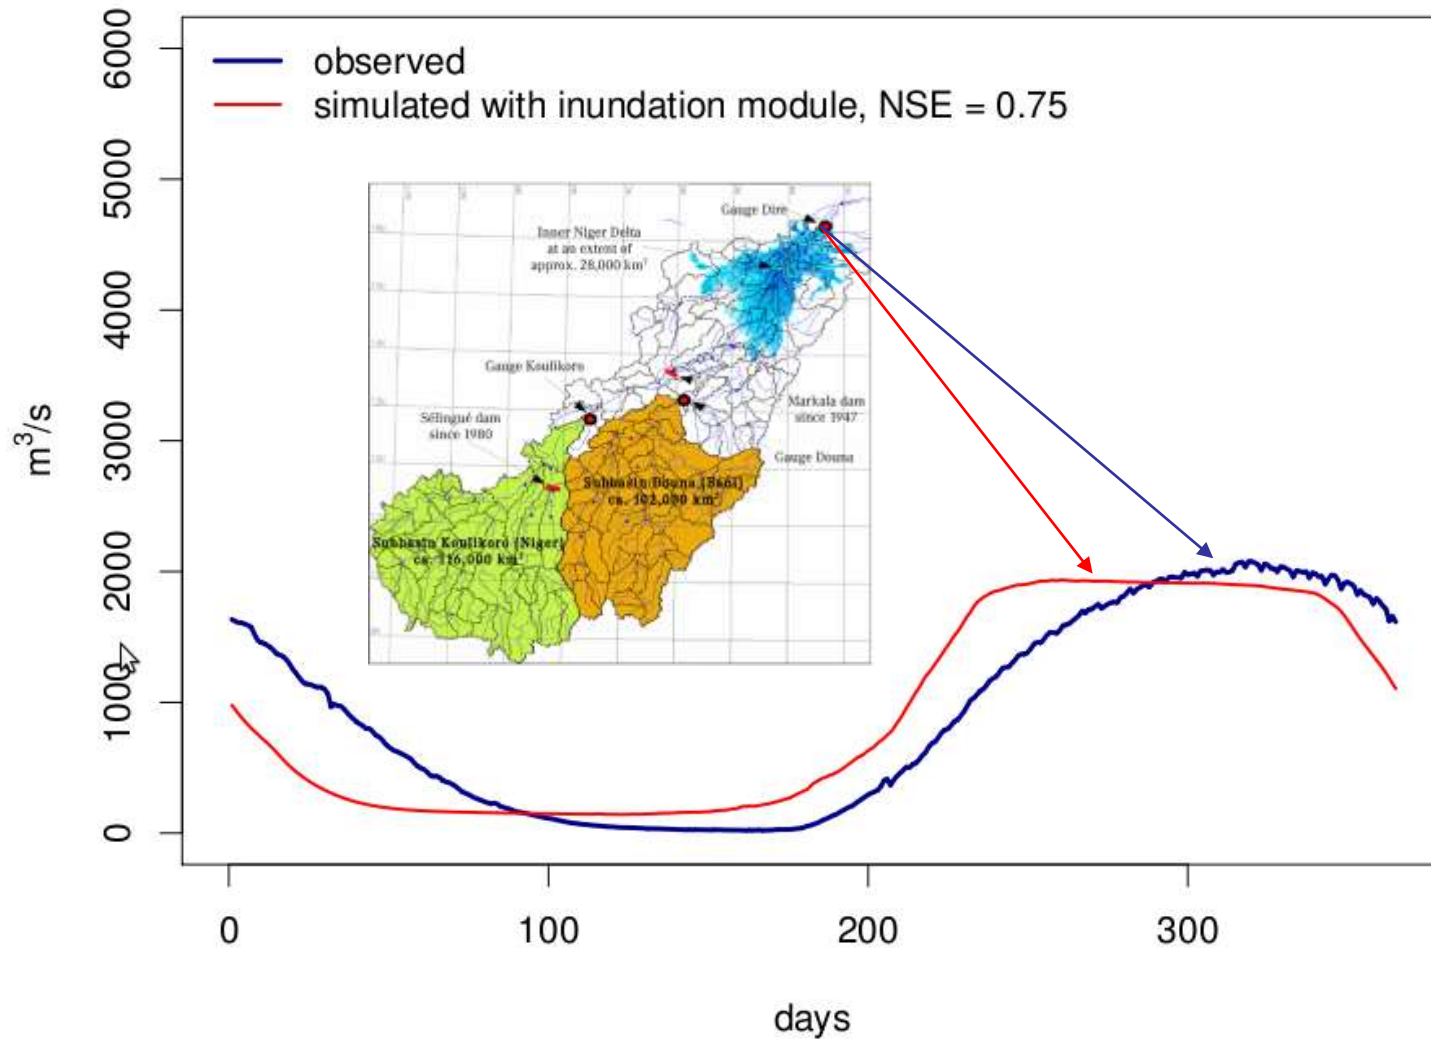 observed
simulated with inundation module, NSE = 0.75
6000
5000
4000
3000
2000
1000
0
m³/s
Gauge Dire
Inner Niger Delta
at an extent of
approx. 28,000 km²
Gauge Koulikoro
Sélingué dam
since 1980
Markala dam
since 1947
Gauge Douna
Subbasin Douna (Bani)
ca. 102,000 km²
Subbasin Koulikoro (Niger)
ca. 116,000 km²
0
100
200
300
days